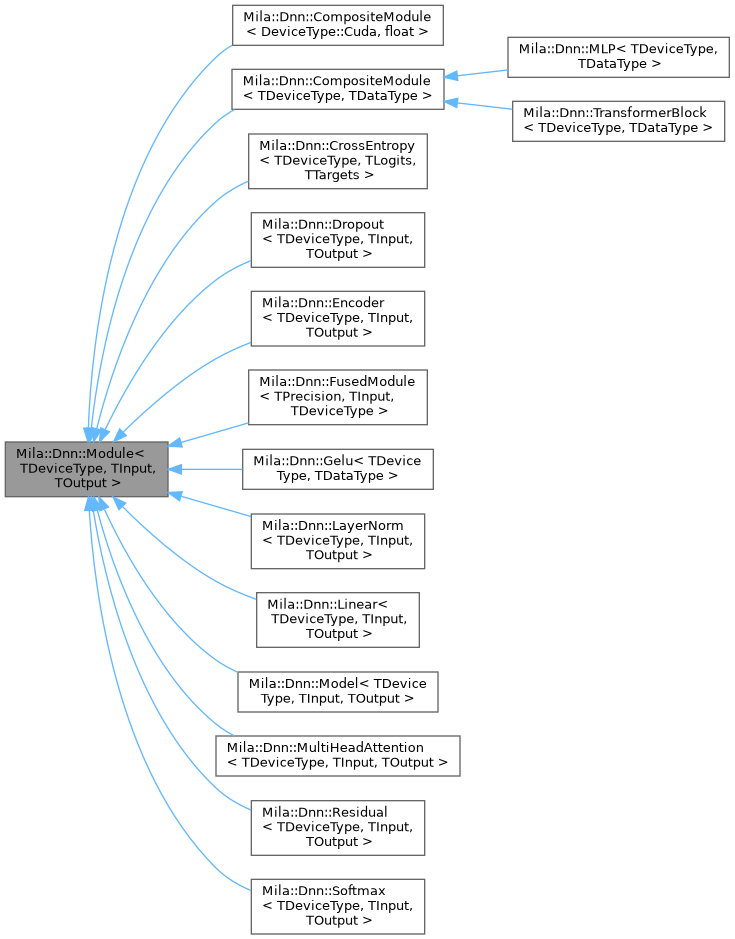 Mila::Dnn::CompositeModule
< DeviceType::Cuda, float >
Mila::Dnn::CompositeModule
< TDeviceType, TDataType >
Mila::Dnn::MLP< TDeviceType,
TDataType >
Mila::Dnn::TransformerBlock
< TDeviceType, TDataType >
Mila::Dnn::CrossEntropy
< TDeviceType, TLogits,
TTargets >
Mila::Dnn::Dropout
< TDeviceType, TInput,
TOutput >
Mila::Dnn::Encoder
< TDeviceType, TInput,
TOutput >
Mila::Dnn::FusedModule
< TPrecision, TInput,
TDeviceType >
Mila::Dnn::Module<
TDeviceType, TInput,
TOutput >
Mila::Dnn::Gelu< TDevice
Type, TDataType >
Mila::Dnn::LayerNorm
< TDeviceType, TInput,
TOutput >
Mila::Dnn::Linear<
TDeviceType, TInput,
TOutput >
Mila::Dnn::Model< TDevice
Type, TInput, TOutput >
Mila::Dnn::MultiHeadAttention
< TDeviceType, TInput, TOutput >
Mila::Dnn::Residual
< TDeviceType, TInput,
TOutput >
Mila::Dnn::Softmax
< TDeviceType, TInput,
TOutput >